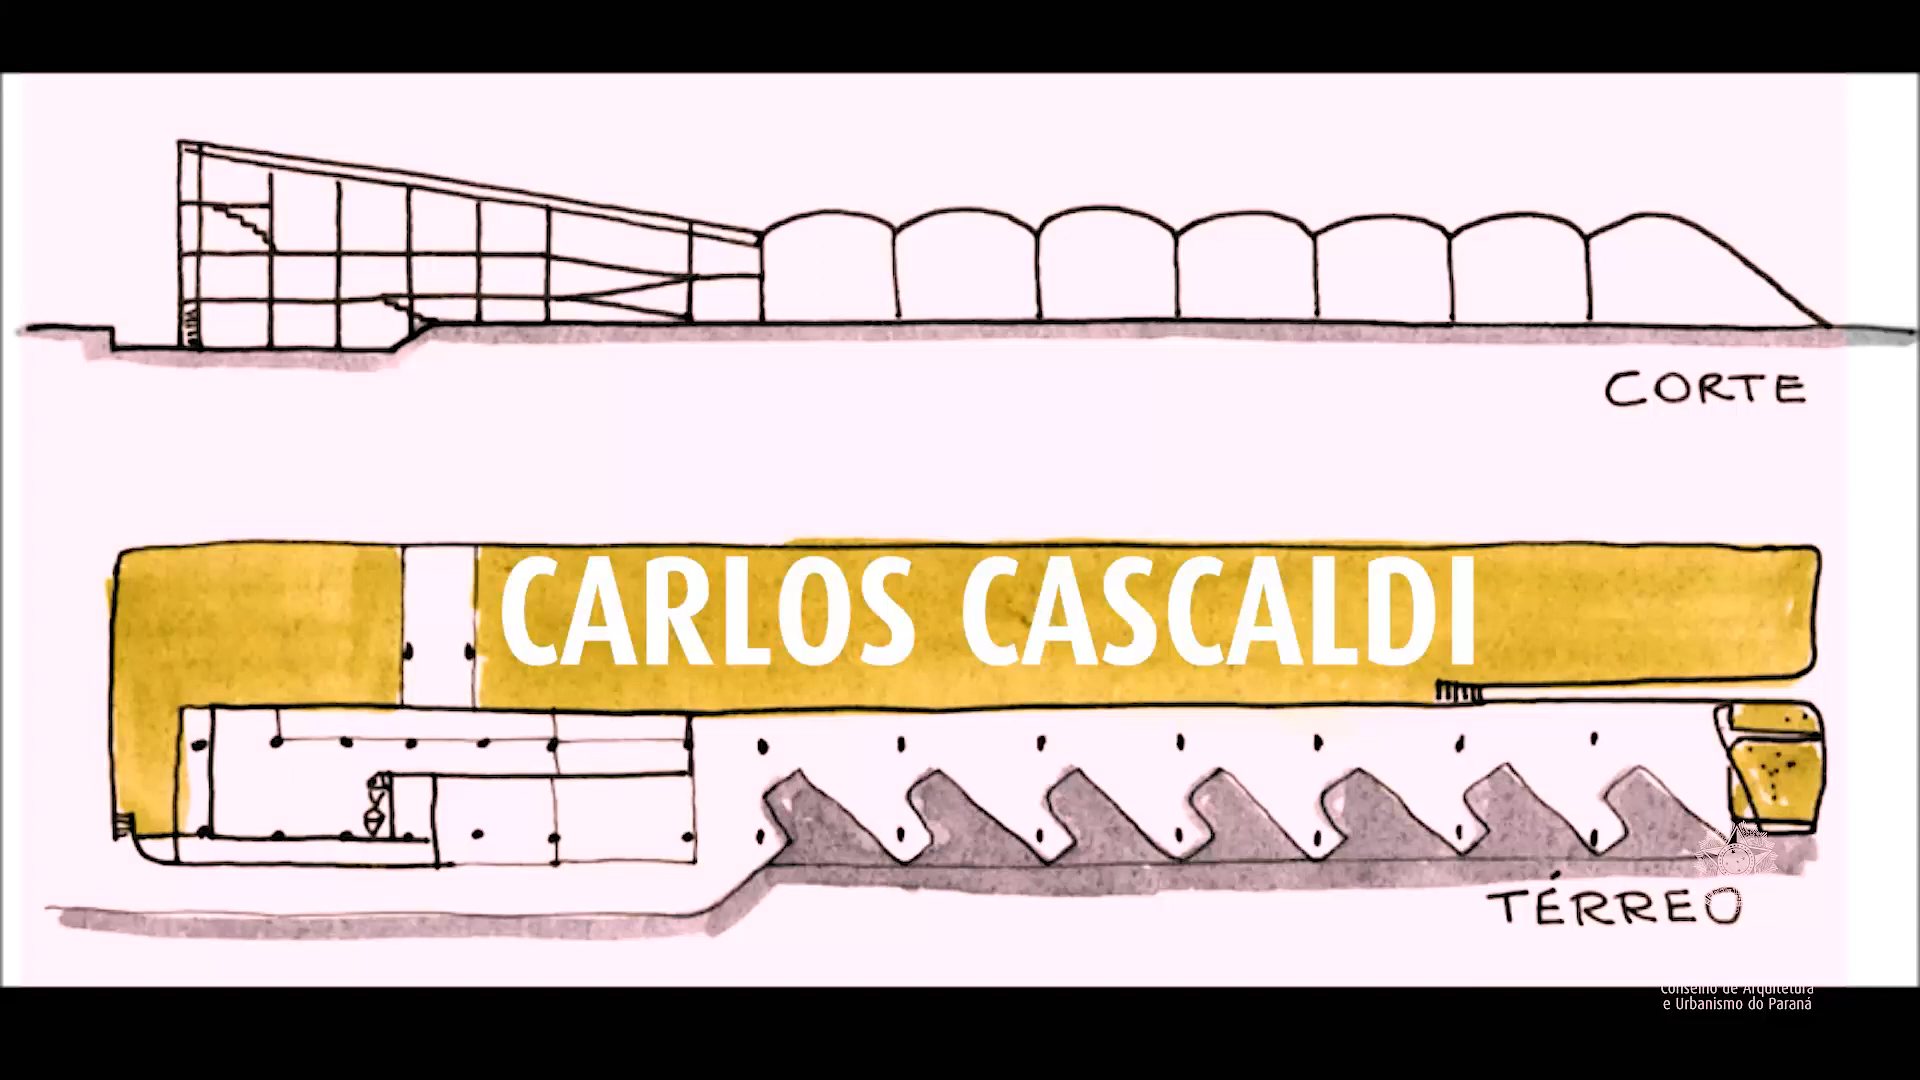 CORTE
CARLOS CASCALDI
TÉRREO
Conselho de Arquitetura
e Urbanismo do Paraná